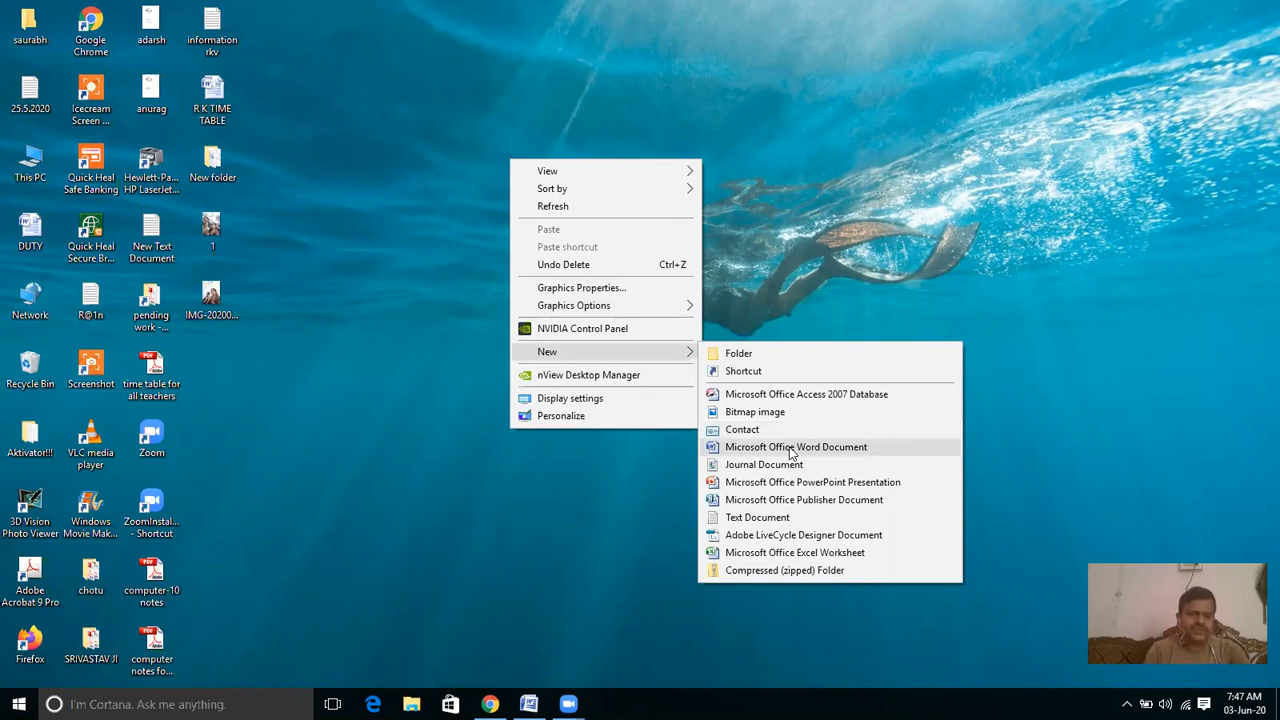 saurabh
Google
Chrome
adarsh
information
rkv
25.5.2020
Icecream
Screen ...
anurag
R K TIME
TABLE
This PC
Quick Heal
Safe Banking
Hewlett-Pa...
HP LaserJet...
New folder
DUTY
Quick Heal
Secure Br...
New Text
Document
1
Network
R@1n
pending
work -...
IMG-20200...
Recycle Bin
Screenshot
time table for
all teachers
Aktivator!!!
VLC media
player
Zoom
3D Vision
Photo Viewer
Windows
Movie Mak...
ZoomInstal...
- Shortcut
Adobe
Acrobat 9 Pro
chotu
computer-10
notes
Firefox
SRIVASTAV JI
computer
notes fo...
View
Sort by
Refresh
Paste
Paste shortcut
Undo Delete Ctrl+Z
Graphics Properties...
Graphics Options
NVIDIA Control Panel
New
nView Desktop Manager
Display settings
Personalize
Folder
Shortcut
Microsoft Office Access 2007 Database
Bitmap image
Contact
Microsoft Office Word Document
Journal Document
Microsoft Office PowerPoint Presentation
Microsoft Office Publisher Document
Text Document
Adobe LiveCycle Designer Document
Microsoft Office Excel Worksheet
Compressed (zipped) Folder
I'm Cortana. Ask me anything.
7:47 AM
03-Jun-20